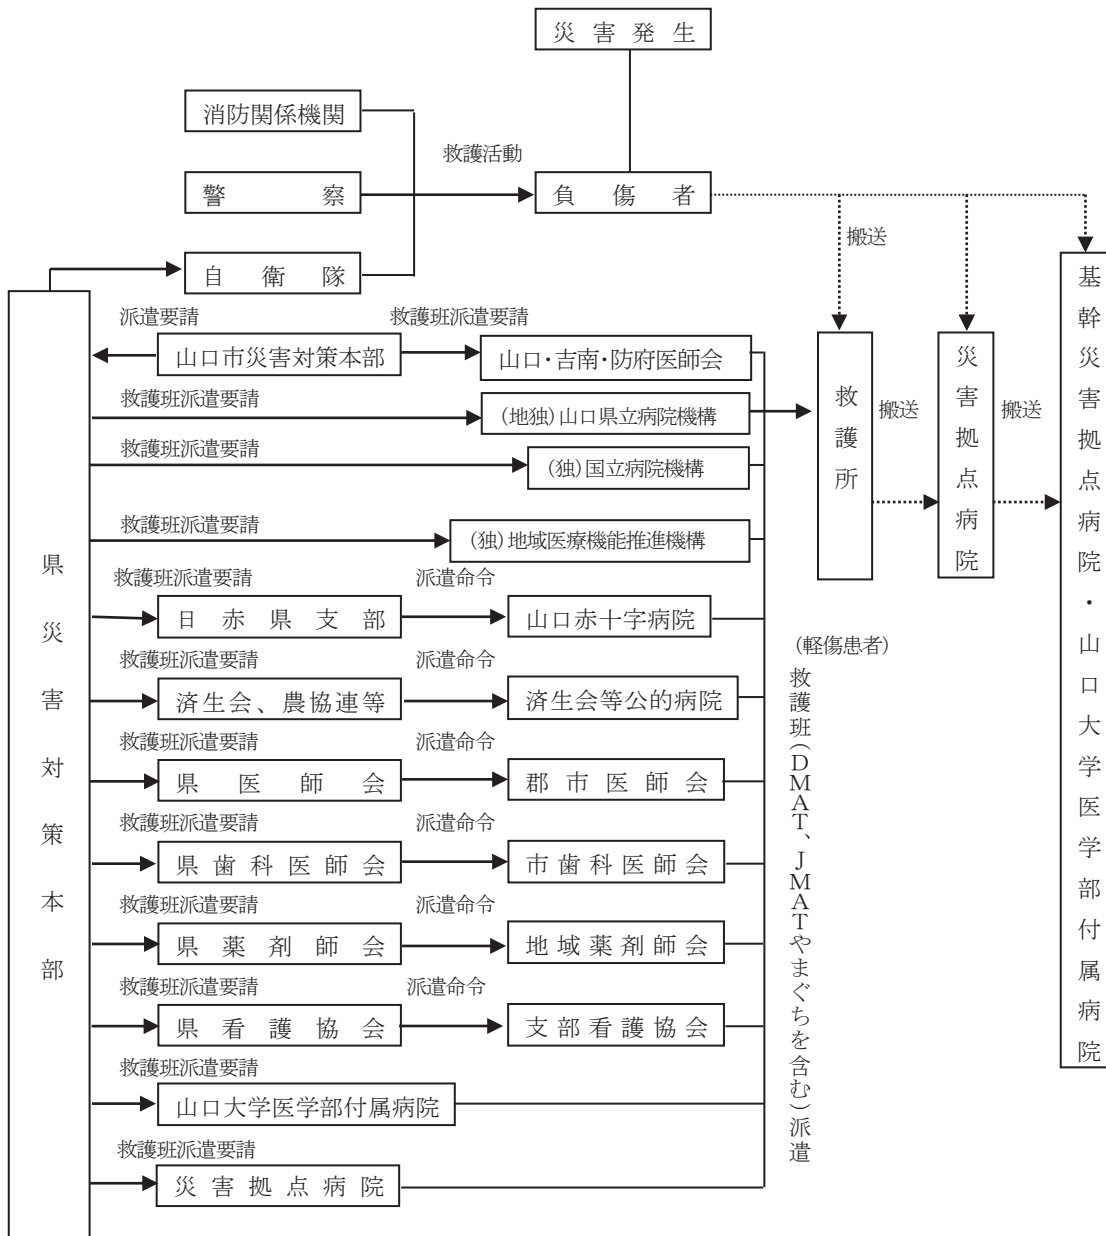 災害発生
消防関係機関
救護活動
警察
負傷者
搬送
自衛隊
派遣要請
救護班派遣要請
山口市災害対策本部
山口・吉南・防府医師会
救護班派遣要請
(地独)山口県立病院機構
救護班派遣要請
(独)国立病院機構
救護班派遣要請
(独)地域医療機能推進機構
救護班派遣要請
派遣命令
日赤県支部
山口赤十字病院
救護班派遣要請
派遣命令
済生会、農協連等
済生会等公的病院
救護班派遣要請
派遣命令
県医師会
郡市医師会
救護班派遣要請
派遣命令
県歯科医師会
市歯科医師会
救護班派遣要請
派遣命令
県薬剤師会
地域薬剤師会
救護班派遣要請
派遣命令
県看護協会
支部看護協会
救護班派遣要請
山口大学医学部付属病院
救護班派遣要請
災害拠点病院
県災害対策本部
(軽傷患者)
救護班(DMAT、JMATやまぐちを含む)派遣
救護所
搬送
災害拠点病院
搬送
基幹災害拠点病院・山口大学医学部付属病院